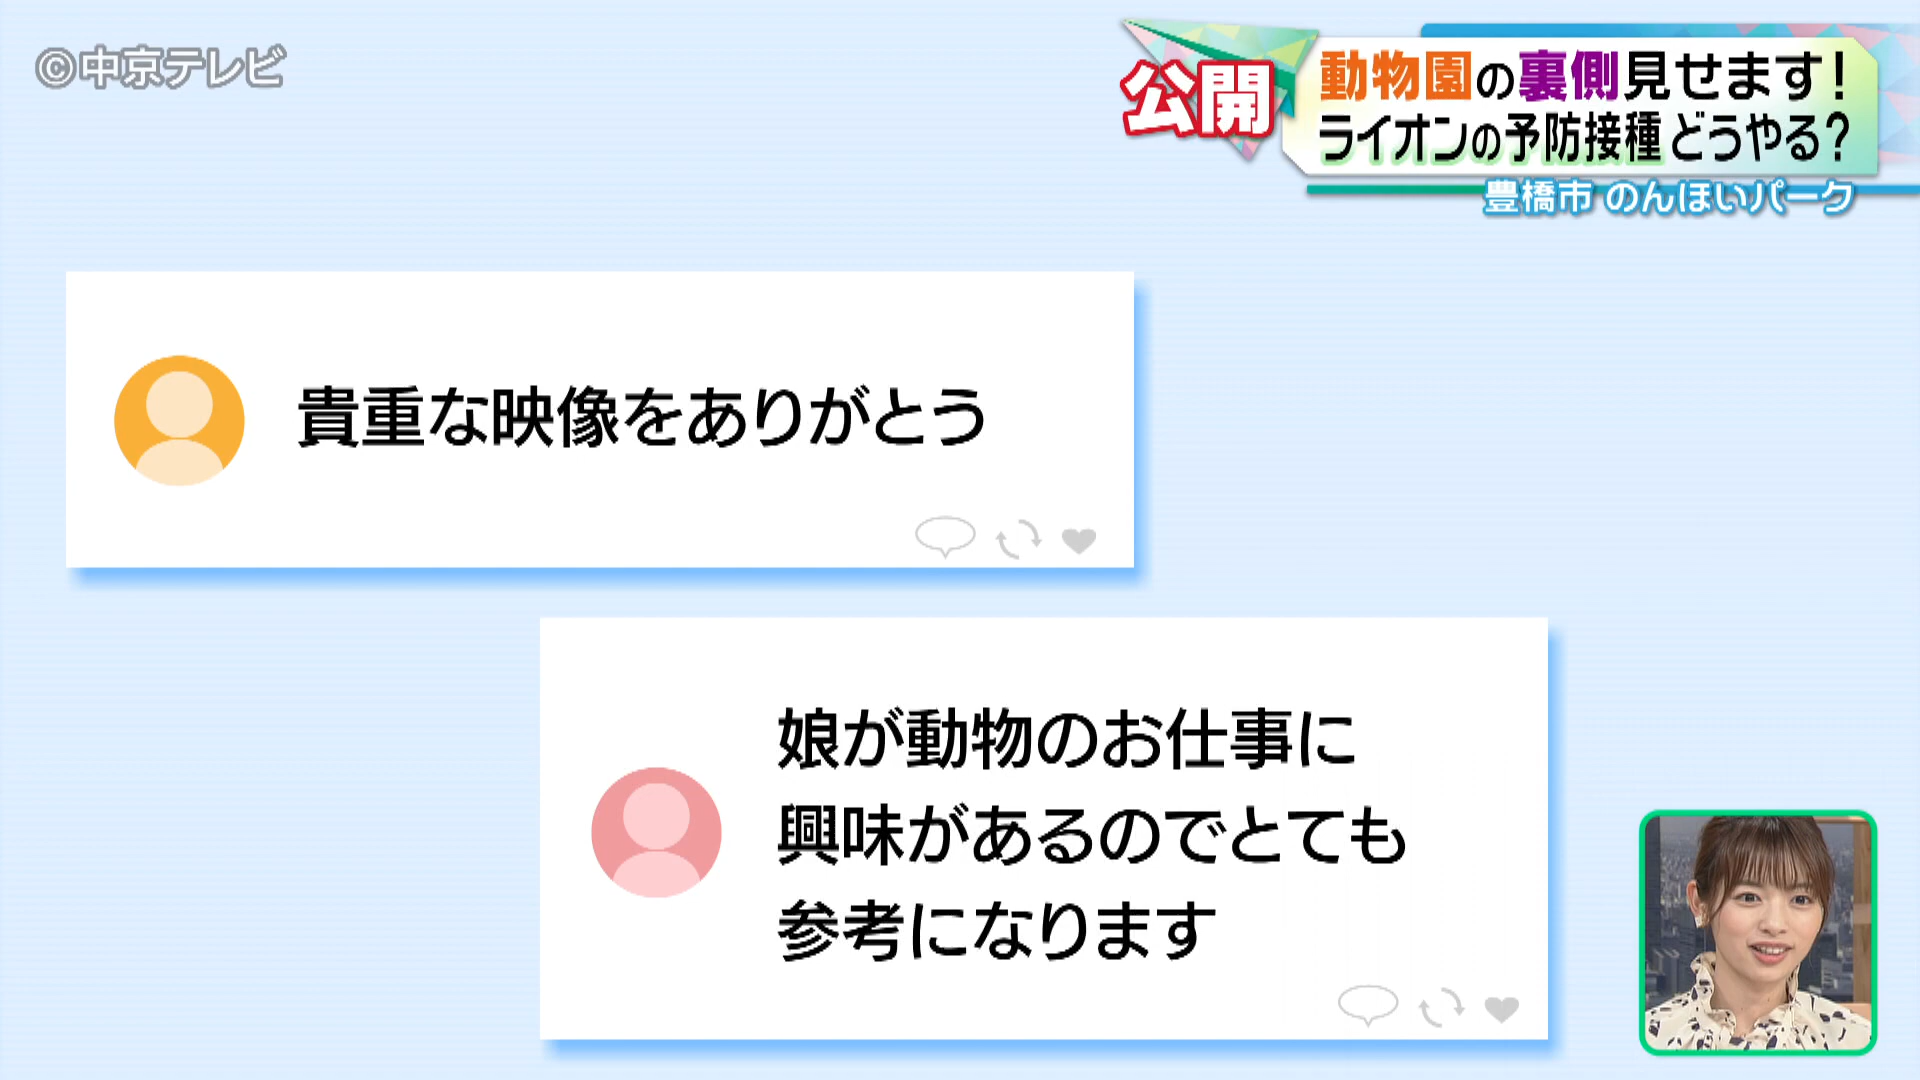 ©中京テレビ
公開
動物園の裏側見せます！
ライオンの予防接種 どうやる？
豊橋市 のんほいパーク
貴重な映像をありがとう
娘が動物のお仕事に
興味があるのでとても
参考になります